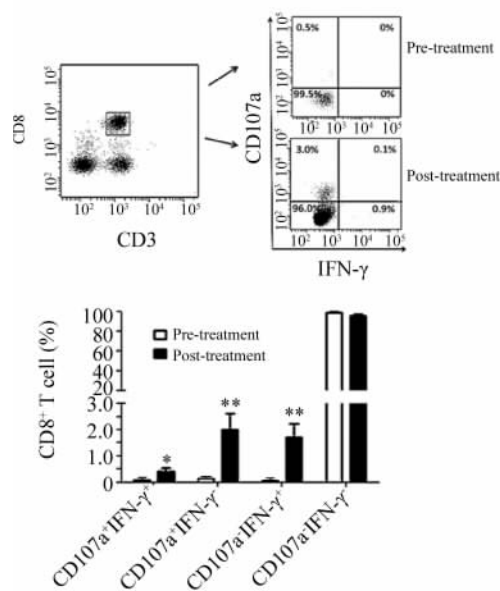 0.5%
0%
Pre-treatment
99.5%
0%
10⁵
10⁴
10³
10²
10² 10³ 10⁴ 10⁵
CD8
10⁵
10⁴
10³
10²
10² 10³ 10⁴ 10⁵
CD3
CD107a
3.0%
0.1%
Post-treatment
96.0%
0.9%
10⁵
10⁴
10³
10²
10² 10³ 10⁴ 10⁵
IFN-γ
CD8⁺ T cell (%)
100
80
60
40
20
3.0
2.0
1.0
0.0
Pre-treatment
Post-treatment
*
**
**
CD107a⁺IFN-γ⁺
CD107a⁺IFN-γ⁻
CD107a⁻IFN-γ⁺
CD107a⁻IFN-γ⁻